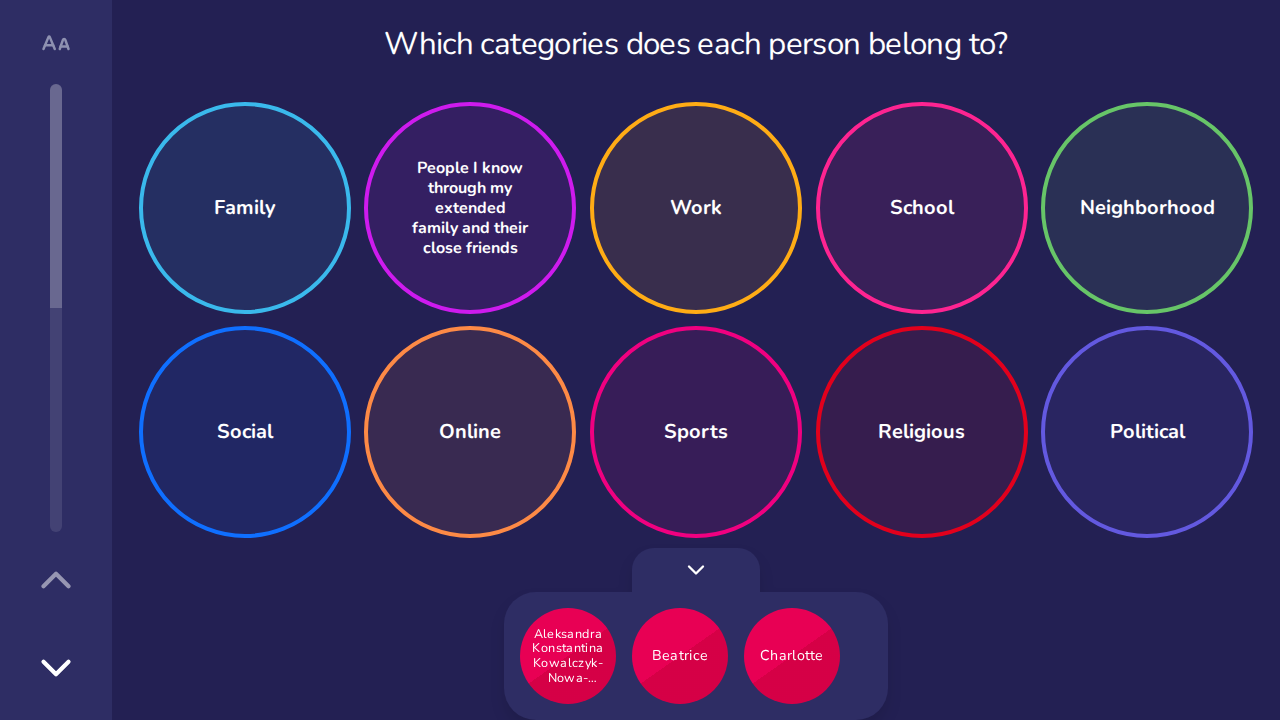 AA
Which categories does each person belong to?
Family
People I know
through my
extended
family and their
close friends
Work
School
Neighborhood
Social
Online
Sports
Religious
Political
Aleksandra
Konstantina
Kowalczyk-
Nowa-...
Beatrice
Charlotte